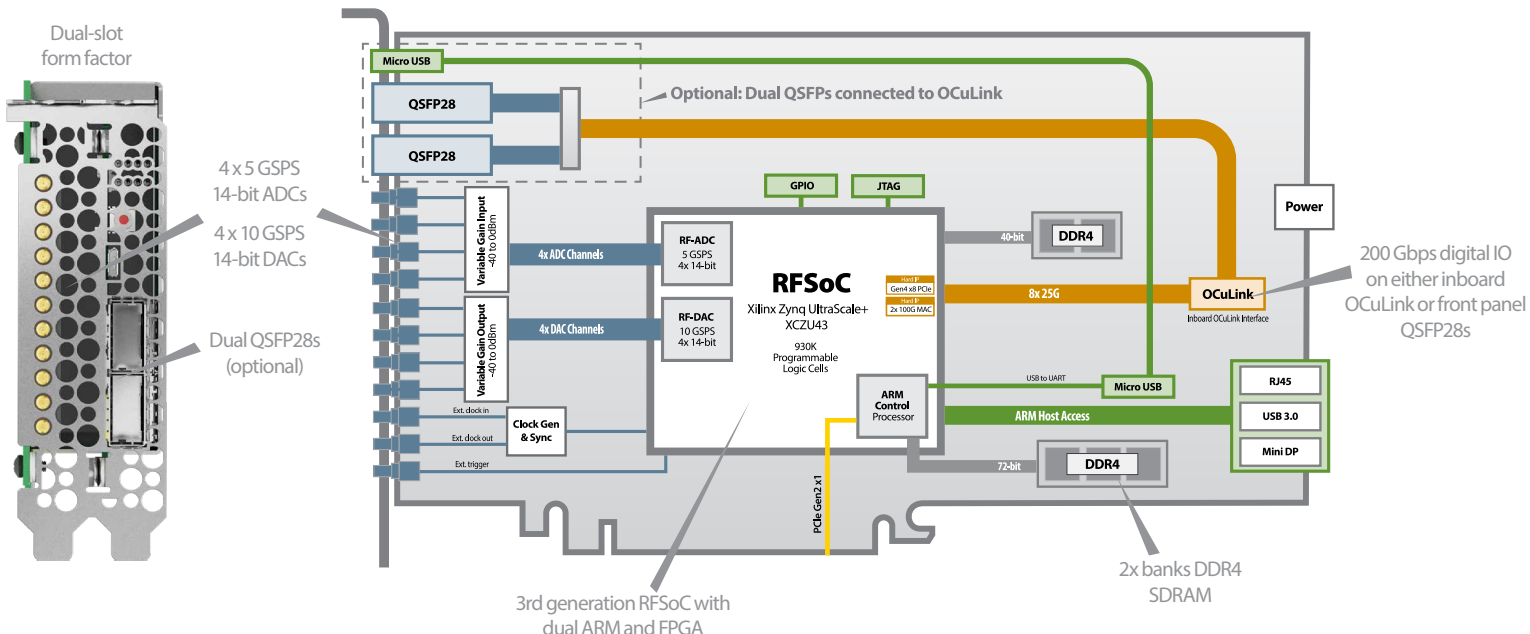 Dual-slot
form factor
4 x 5 GSPS
14-bit ADCs
4 x 10 GSPS
14-bit DACs
Dual QSFP28s
(optional)
Micro USB
QSFP28
QSFP28
Optional: Dual QSFPs connected to OCuLink
Variable Gain Input
-40 to 0dBm
4x ADC Channels
RF-ADC
5 GSPS
4x 14-bit
Variable Gain Output
-40 to 0dBm
4x DAC Channels
RF-DAC
10 GSPS
4x 14-bit
Ext. clock in
Ext. clock out
Clock Gen
& Sync
Ext. trigger
GPIO
JTAG
RFSoC
Xilinx Zynq UltraScale+
XCZU43
930K
Programmable
Logic Cells
Hard IP
Gen4 x8 PCIe
Hard IP
2x 100G MAC
ARM
Control
Processor
PCIe Gen2 x1
40-bit
DDR4
8x 25G
OCuLink
Inboard OCuLink Interface
USB to UART
Micro USB
ARM Host Access
72-bit
DDR4
Power
RJ45
USB 3.0
Mini DP
200 Gbps digital IO
on either inboard
OCuLink or front panel
QSFP28s
2x banks DDR4
SDRAM
3rd generation RFSoC with
dual ARM and FPGA